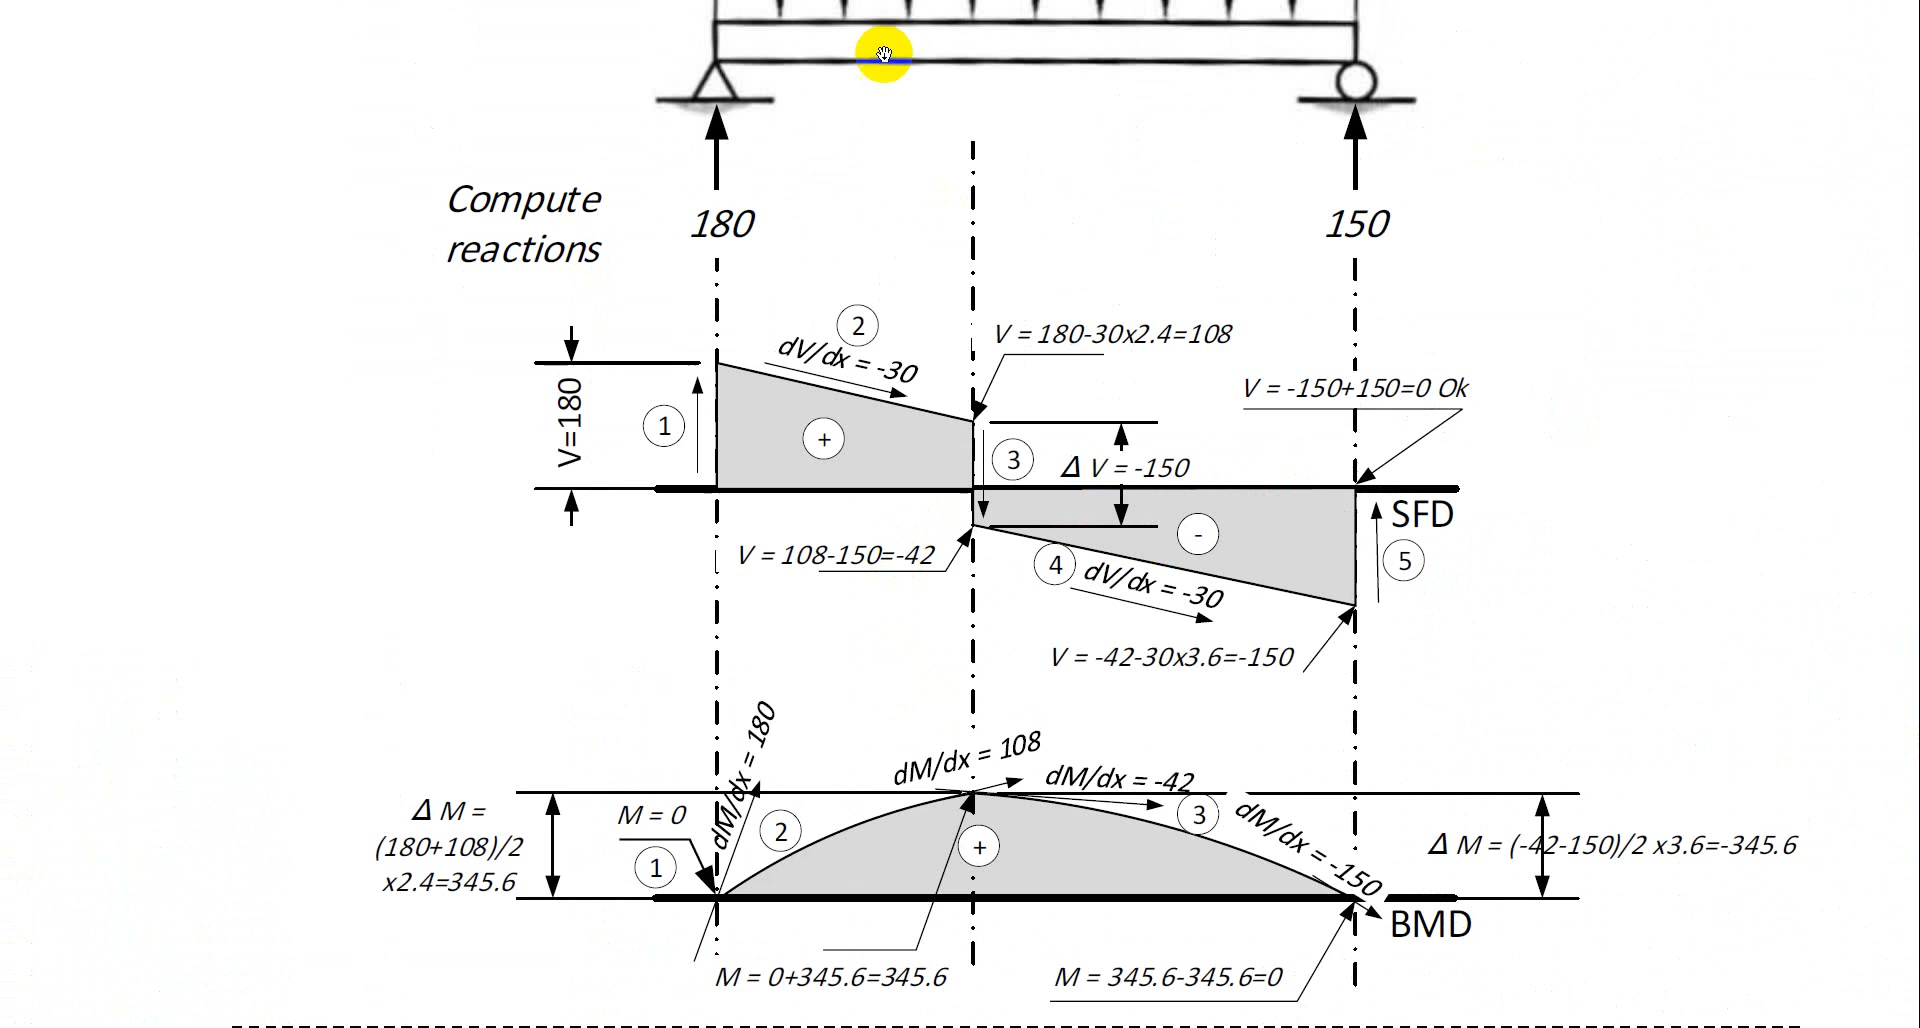 Compute
reactions
180
150
2
dV/dx = -30
V = 180-30x2.4=108
V = -150+150=0 Ok
V=180
1
+
3
Δ V = -150
SFD
V = 108-150=-42
-
4
dV/dx = -30
5
V = -42-30x3.6=-150
dM/dx = 180
dM/dx = 108
dM/dx = -42
Δ M =
(180+108)/2
x2.4=345.6
M = 0
1
2
+
3
dM/dx = -150
Δ M = (-42-150)/2 x3.6=-345.6
BMD
M = 0+345.6=345.6
M = 345.6-345.6=0